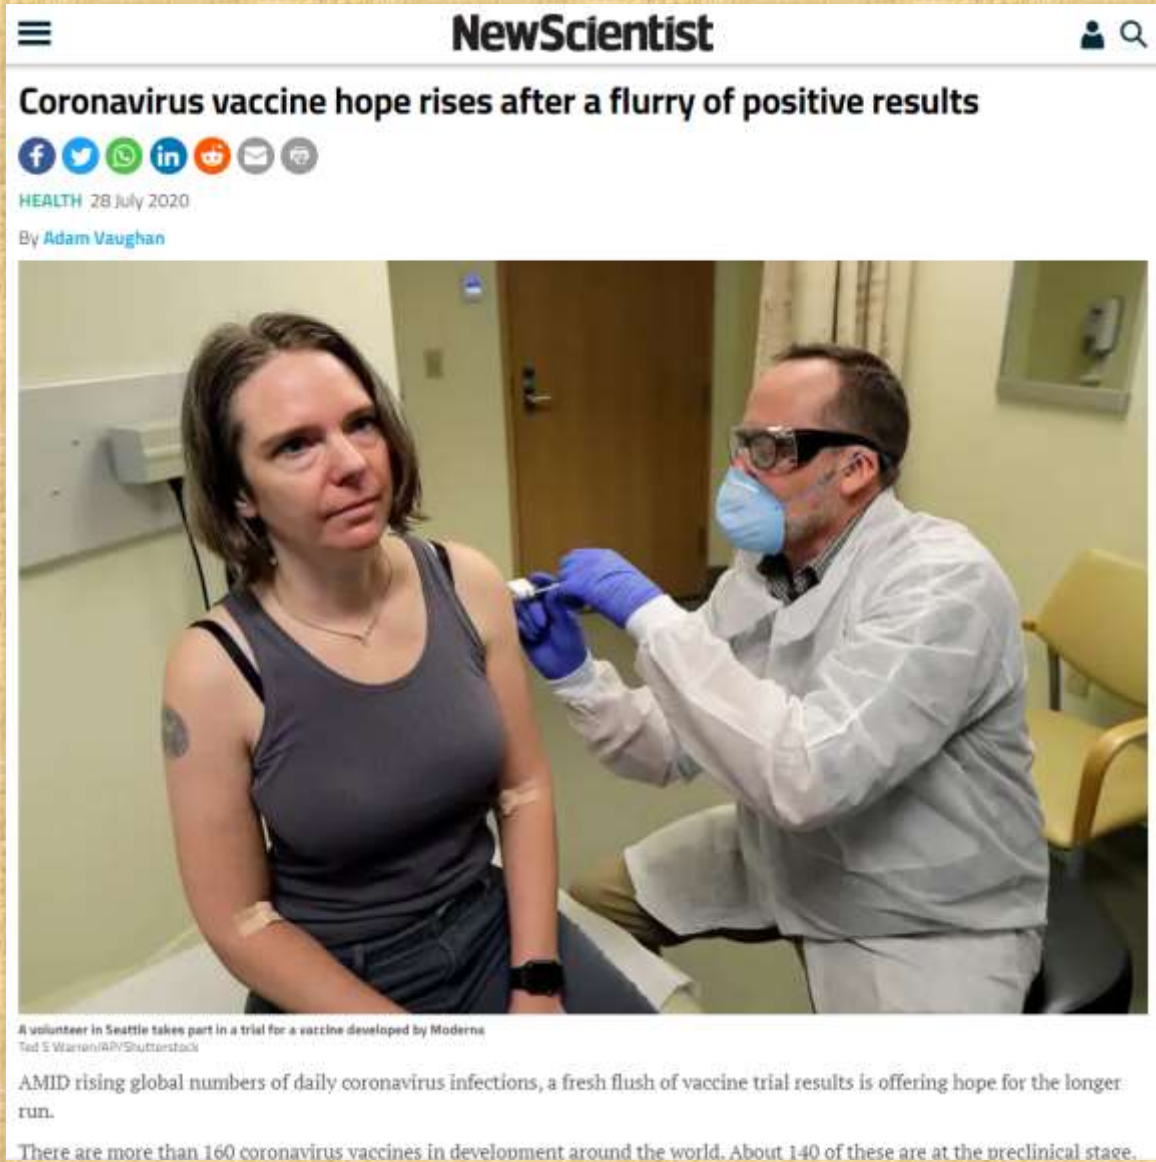 NewScientist
Coronavirus vaccine hope rises after a flurry of positive results
HEALTH 28 July 2020
By Adam Vaughan
A volunteer in Seattle takes part in a trial for a vaccine developed by Moderna
Ted S Warren/AP/Shutterstock
AMID rising global numbers of daily coronavirus infections, a fresh flush of vaccine trial results is offering hope for the longer
run.
There are more than 160 coronavirus vaccines in development around the world. About 140 of these are at the preclinical stage,